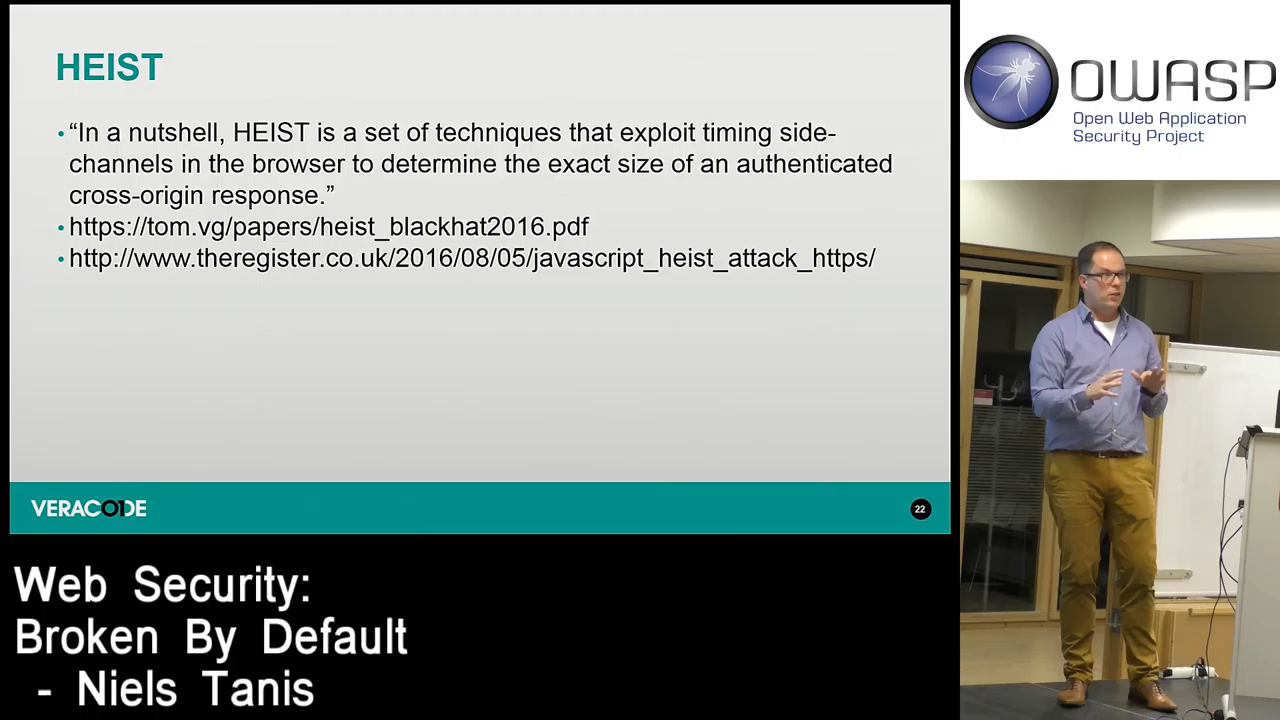 HEIST
• “In a nutshell, HEIST is a set of techniques that exploit timing side-
channels in the browser to determine the exact size of an authenticated
cross-origin response.”
• https://tom.vg/papers/heist_blackhat2016.pdf
• http://www.theregister.co.uk/2016/08/05/javascript_heist_attack_https/
VERACODE
22
OWASP
Open Web Application
Security Project
Web Security:
Broken By Default
- Niels Tanis